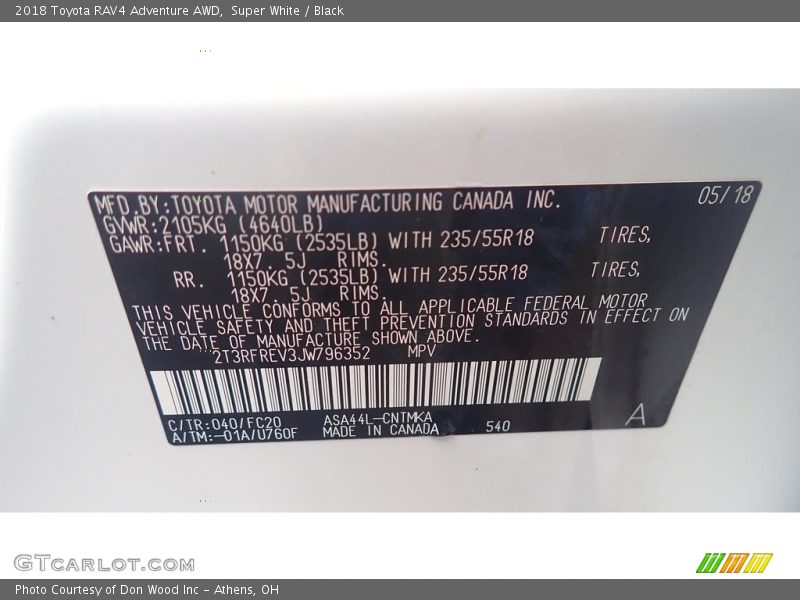 2018 Toyota RAV4 Adventure AWD, Super White / Black
MFD.BY:TOYOTA MOTOR MANUFACTURING CANADA INC. 05/18
GVWR:2105KG (4640LB)
GAWR:FRT. 1150KG (2535LB) WITH 235/55R18 TIRES,
18X7. 5J RIMS.
RR. 1150KG (2535LB) WITH 235/55R18 TIRES,
18X7. 5J RIMS.
THIS VEHICLE CONFORMS TO ALL APPLICABLE FEDERAL MOTOR
VEHICLE SAFETY AND THEFT PREVENTION STANDARDS IN EFFECT ON
THE DATE OF MANUFACTURE SHOWN ABOVE.
2T3RFREV3JW796352 MPV
C/TR:040/FC20 ASA44L-CNTMKA
A/TM:-01A/U760F MADE IN CANADA 540 A
GTcarlot.com
Photo Courtesy of Don Wood Inc - Athens, OH